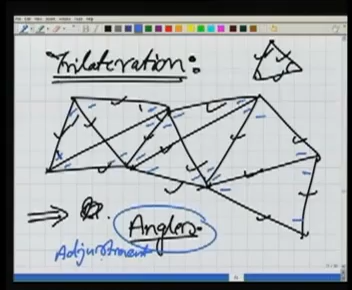 Trilateration:
⇒ Angles.
Adjustment